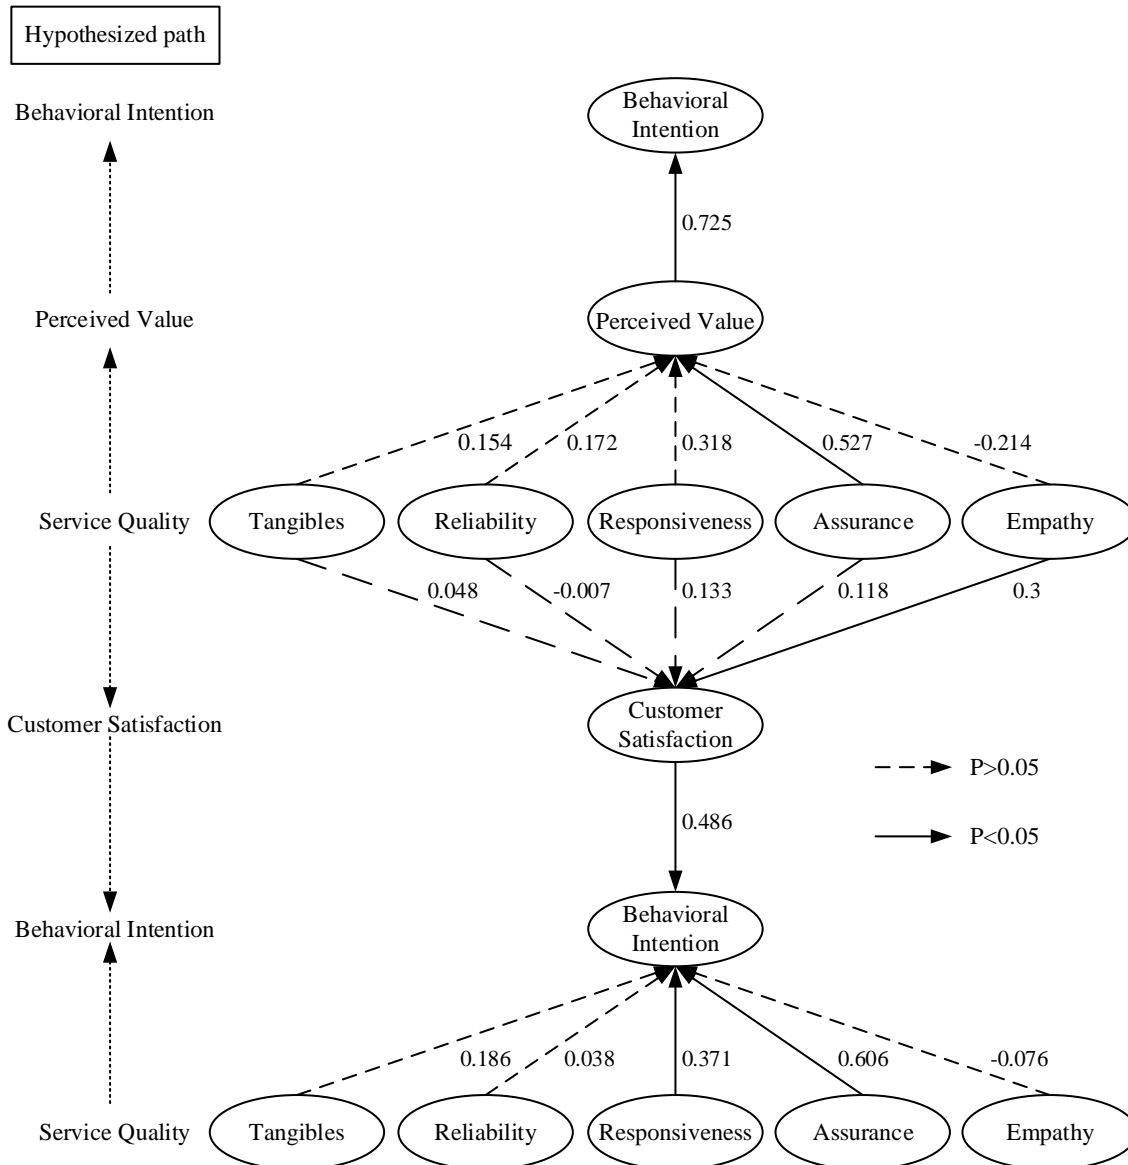 Hypothesized path
Behavioral Intention
Behavioral
Intention
0.725
Perceived Value
Perceived Value
0.154
0.172
0.318
0.527
-0.214
Service Quality
Tangibles
Reliability
Responsiveness
Assurance
Empathy
0.048
-0.007
0.133
0.118
0.3
Customer Satisfaction
Customer
Satisfaction
P>0.05
0.486
P<0.05
Behavioral Intention
Behavioral
Intention
0.186
0.038
0.371
0.606
-0.076
Service Quality
Tangibles
Reliability
Responsiveness
Assurance
Empathy